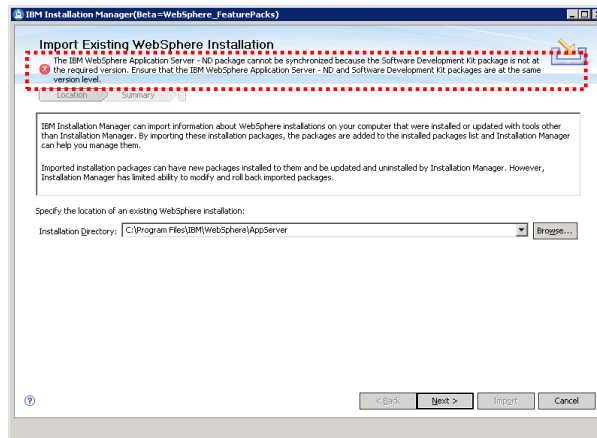 IBM Installation Manager(Beta=WebSphere_FeaturePacks)
Import Existing WebSphere Installation
The IBM WebSphere Application Server - ND package cannot be synchronized because the Software Development Kit package is not at
the required version. Ensure that the IBM WebSphere Application Server - ND and Software Development Kit packages are at the same
version level.
Location Summary
IBM Installation Manager can import information about WebSphere installations on your computer that were installed or updated with tools other
than Installation Manager. By importing these installation packages, the packages are added to the installed packages list and Installation Manager
can help you manage them.
Imported installation packages can have new packages installed to them and be updated and uninstalled by Installation Manager. However,
Installation Manager has limited ability to modify and roll back imported packages.
Specify the location of an existing WebSphere installation:
Installation Directory: C:\Program Files\IBM\WebSphere\AppServer Browse...
? < Back Next > Import Cancel